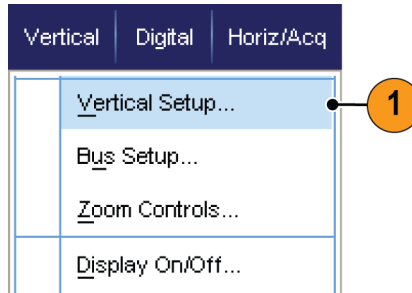 Vertical Digital Horiz/Acq
Vertical Setup... 1
Bus Setup...
Zoom Controls...
Display On/Off...